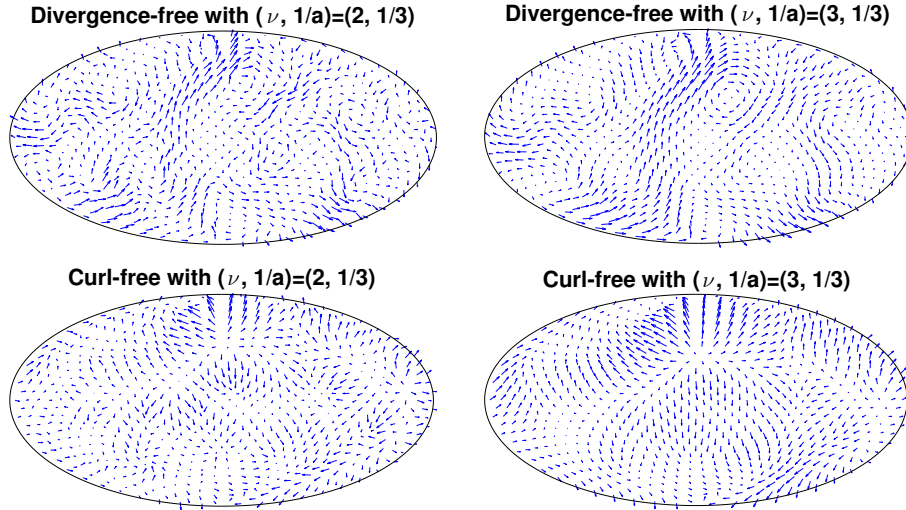 Divergence-free with (ν, 1/a)=(2, 1/3)
Divergence-free with (ν, 1/a)=(3, 1/3)
Curl-free with (ν, 1/a)=(2, 1/3)
Curl-free with (ν, 1/a)=(3, 1/3)